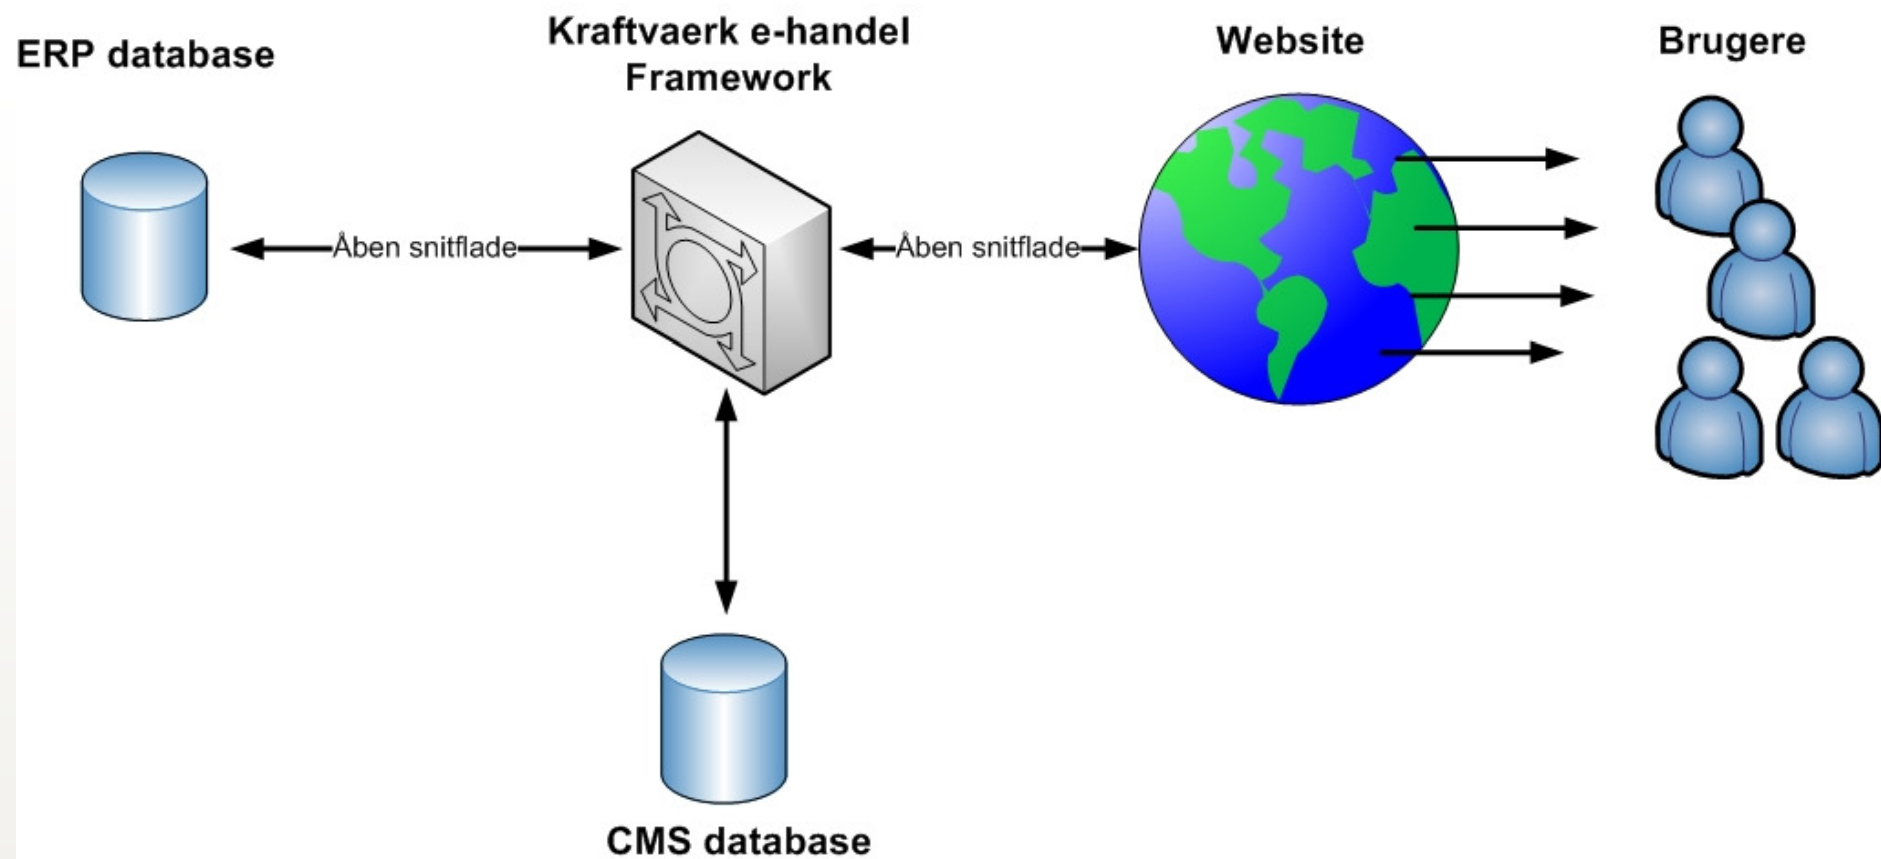 ERP database
Kraftvaerk e-handel
Framework
Website
Brugere
Åben snitflade
Åben snitflade
CMS database